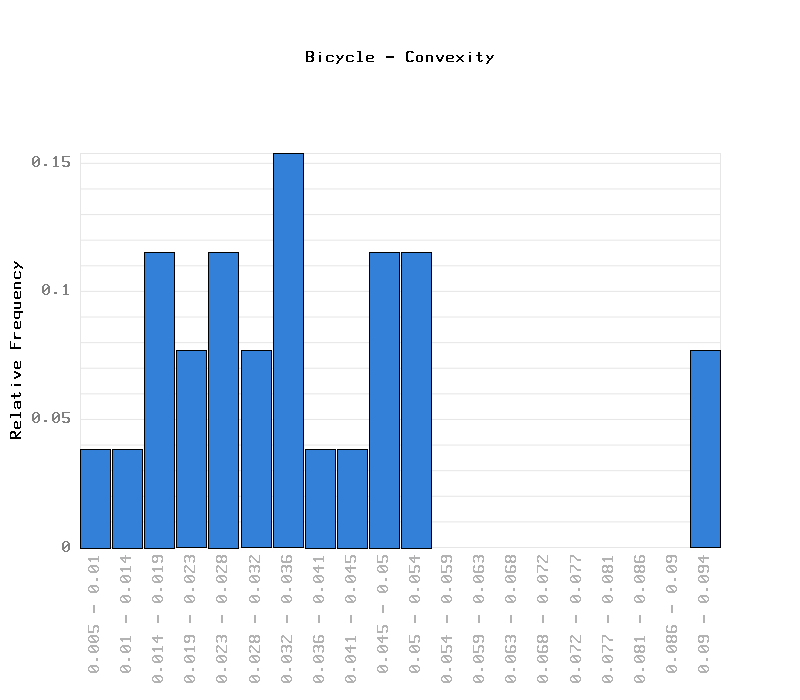 Bicycle - Convexity
Relative Frequency
0.15
0.1
0.05
0
0.005 - 0.01
0.01 - 0.014
0.014 - 0.019
0.019 - 0.023
0.023 - 0.028
0.028 - 0.032
0.032 - 0.036
0.036 - 0.041
0.041 - 0.045
0.045 - 0.05
0.05 - 0.054
0.054 - 0.059
0.059 - 0.063
0.063 - 0.068
0.068 - 0.072
0.072 - 0.077
0.077 - 0.081
0.081 - 0.086
0.086 - 0.09
0.09 - 0.094